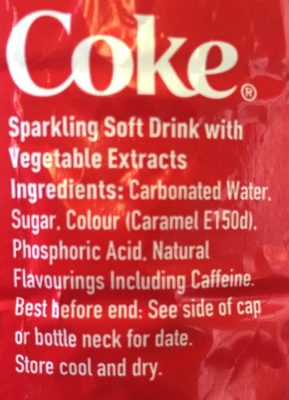 Coke®
Sparkling Soft Drink with
Vegetable Extracts
Ingredients: Carbonated Water,
Sugar, Colour (Caramel E150d),
Phosphoric Acid, Natural
Flavourings Including Caffeine.
Best before end: See side of cap
or bottle neck for date.
Store cool and dry.